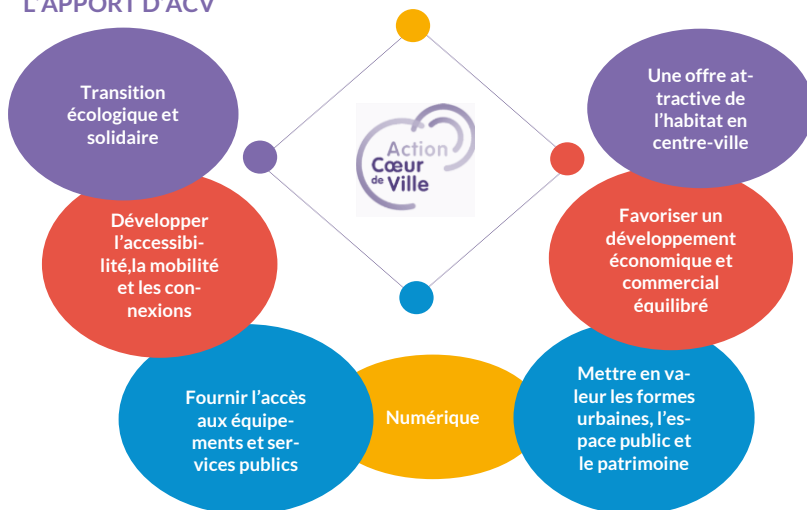 L'APPORT D'ACV
Transition
écologique et
solidaire
Développer
l'accessibi-
lité,la mobilité
et les con-
nexions
Fournir l'accès
aux équipe-
ments et ser-
vices publics
Numérique
Action
Cœur
de Ville
Une offre at-
tractive de
l'habitat en
centre-ville
Favoriser un
développement
économique et
commercial
équilibré
Mettre en va-
leur les formes
urbaines, l'es-
pace public et
le patrimoine